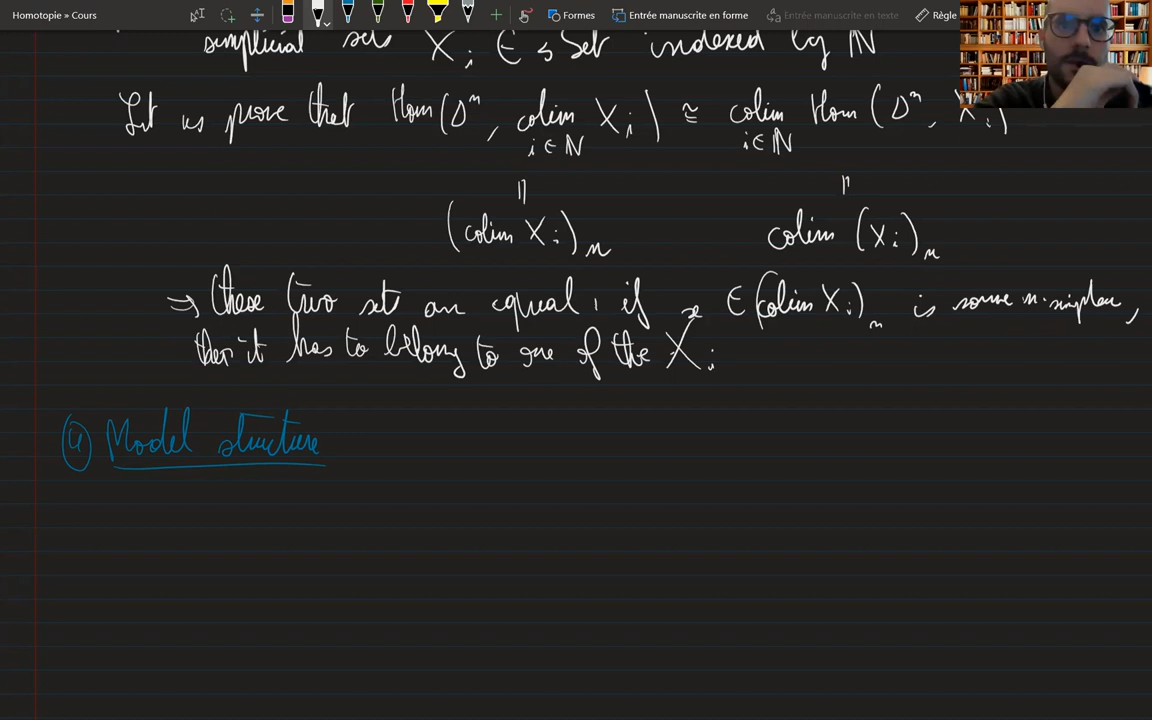 Homotopie » Cours
Formes
Entrée manuscrite en forme
Entrée manuscrite en texte
Règle
simplicial sets X_i ∈ sSet indexed by ℕ
Let us prove that Hom(Δ^n, colim_{i∈ℕ} X_i) ≅ colim_{i∈ℕ} Hom(Δ^n, X_i)
(colim X_i)_n colim (X_i)_n
⇒ these two set are equal, if x ∈ (colim X_i)_n is some n-simplex,
then it has to belong to one of the X_i
④ Model structure